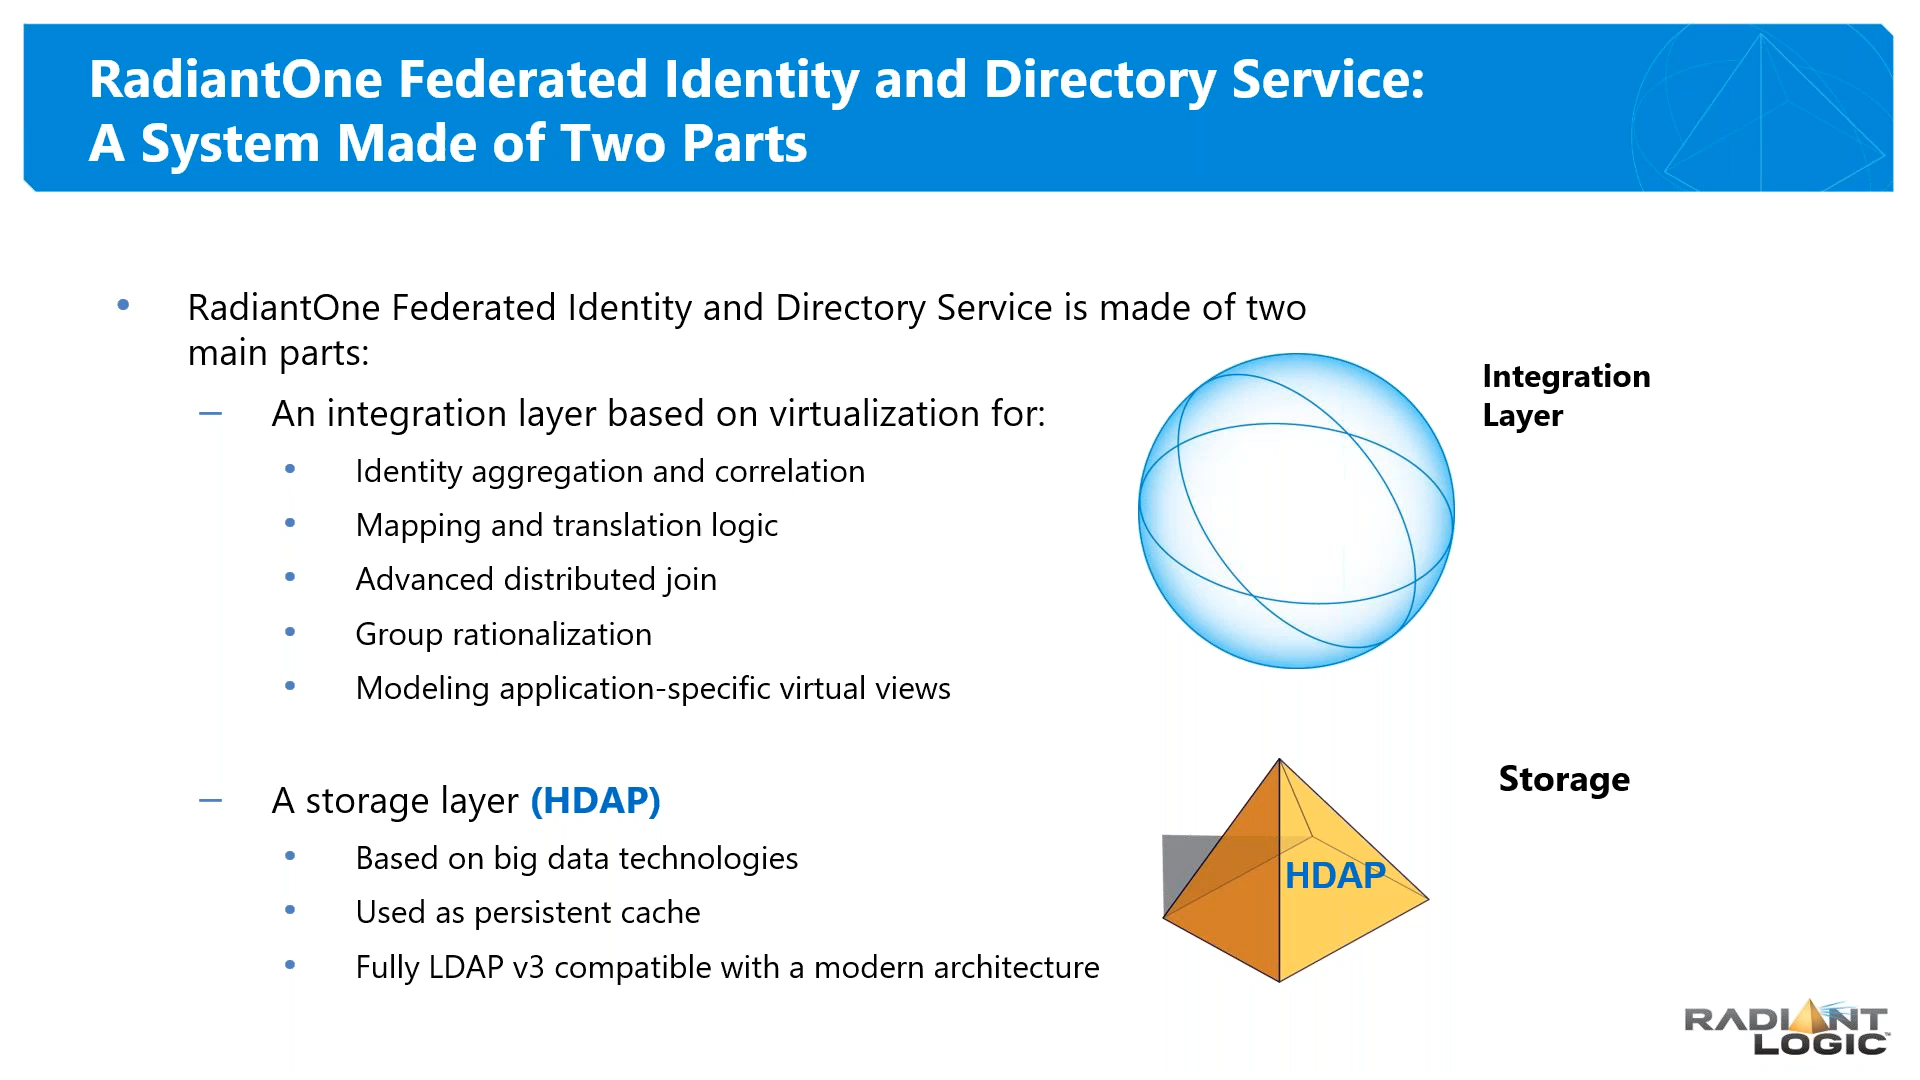 RadiantOne Federated Identity and Directory Service:
A System Made of Two Parts
• RadiantOne Federated Identity and Directory Service is made of two
main parts:
– An integration layer based on virtualization for:
• Identity aggregation and correlation
• Mapping and translation logic
• Advanced distributed join
• Group rationalization
• Modeling application-specific virtual views
Integration
Layer
– A storage layer (HDAP)
• Based on big data technologies
• Used as persistent cache
• Fully LDAP v3 compatible with a modern architecture
Storage
HDAP
RADIANT
LOGIC™